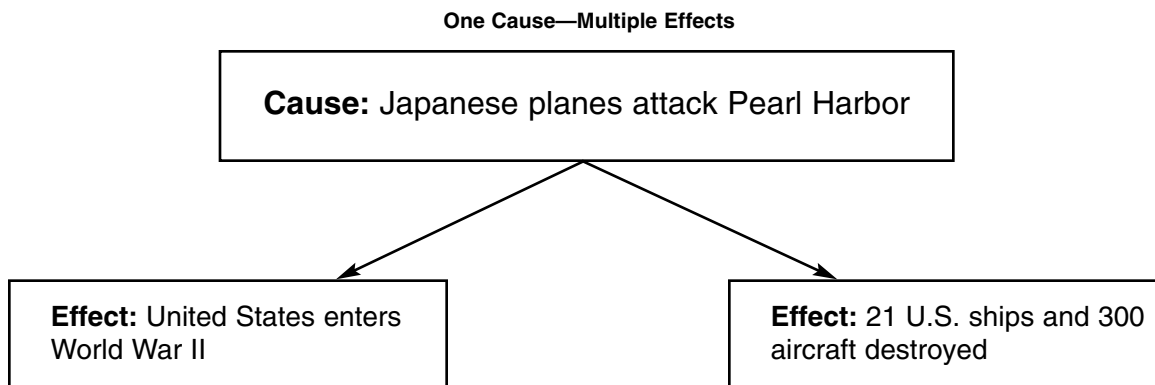 One Cause—Multiple Effects
Cause: Japanese planes attack Pearl Harbor
Effect: United States enters
World War II
Effect: 21 U.S. ships and 300
aircraft destroyed